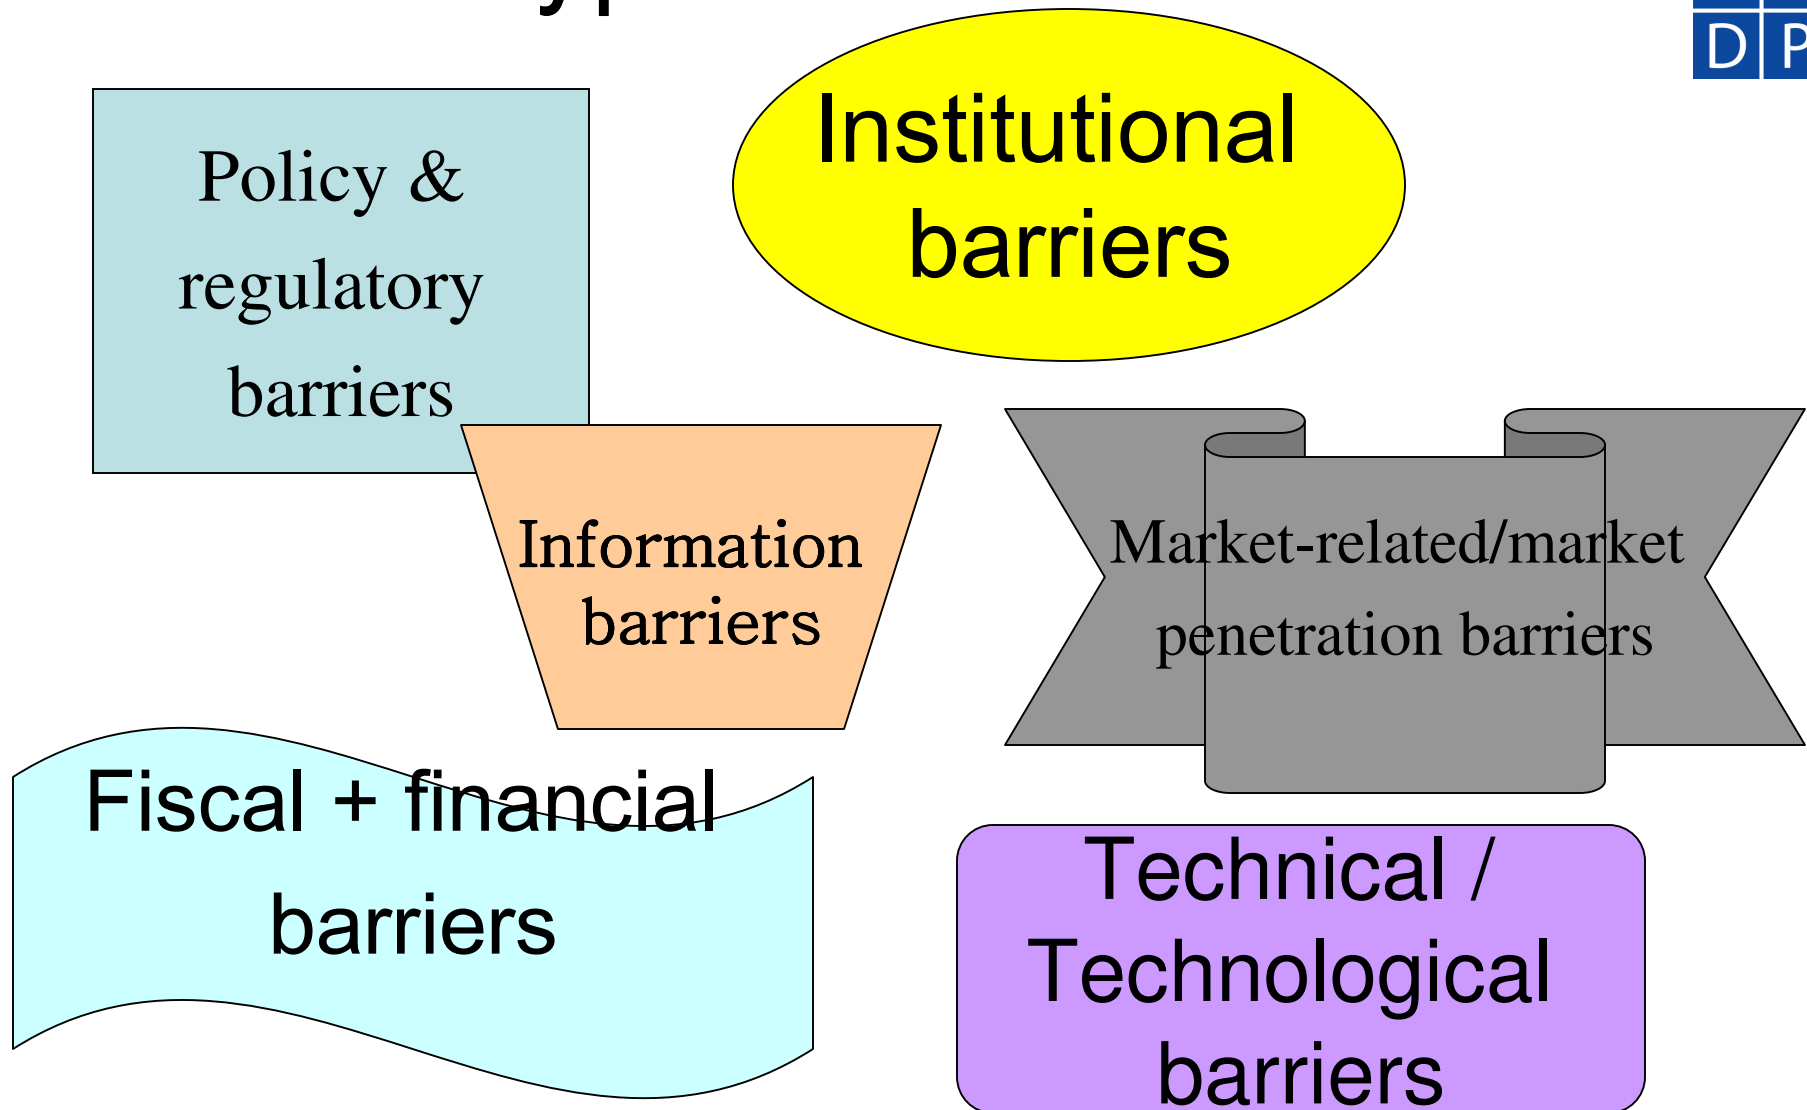 D P
Policy &
regulatory
barriers
Institutional
barriers
Information
barriers
Market-related/market
penetration barriers
Fiscal + financial
barriers
Technical /
Technological
barriers